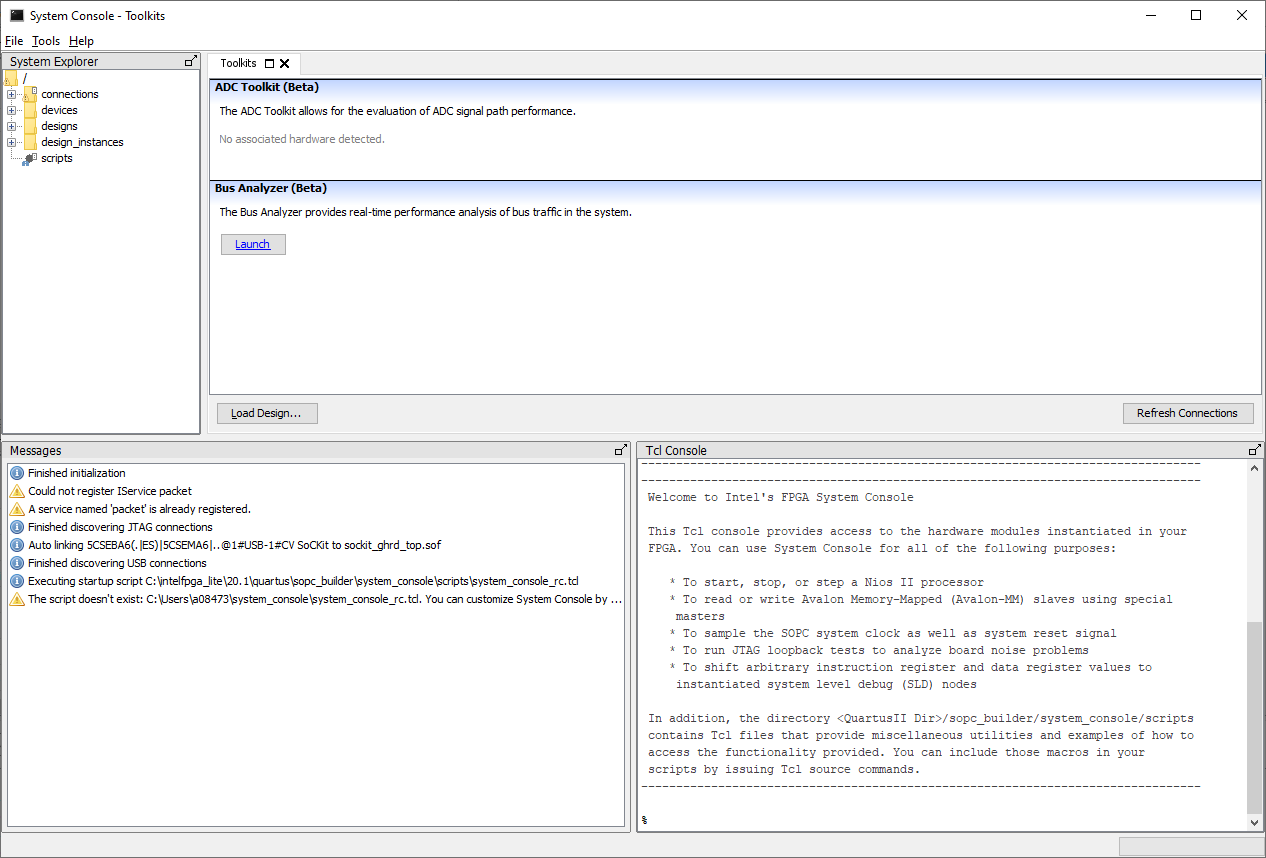 System Console - Toolkits
File Tools Help
System Explorer
/
connections
devices
designs
design_instances
scripts
Toolkits
ADC Toolkit (Beta)
The ADC Toolkit allows for the evaluation of ADC signal path performance.
No associated hardware detected.
Bus Analyzer (Beta)
The Bus Analyzer provides real-time performance analysis of bus traffic in the system.
Launch
Load Design...
Refresh Connections
Messages
Finished initialization
Could not register IService packet
A service named 'packet' is already registered.
Finished discovering JTAG connections
Auto linking 5CSEBA6(.|ES)|5CSEMA6|..@1#USB-1#CV SoCKit to sockit_ghrd_top.sof
Finished discovering USB connections
Executing startup script C:\intelfpga_lite\20.1\quartus\sopc_builder\system_console\scripts\system_console_rc.tcl
The script doesn't exist: C:\Users\a08473\system_console\system_console_rc.tcl. You can customize System Console by ...
Tcl Console
--------------------------------------------------------------------------------
--------------------------------------------------------------------------------
Welcome to Intel's FPGA System Console
This Tcl console provides access to the hardware modules instantiated in your
FPGA. You can use System Console for all of the following purposes:
* To start, stop, or step a Nios II processor
* To read or write Avalon Memory-Mapped (Avalon-MM) slaves using special
masters
* To sample the SOPC system clock as well as system reset signal
* To run JTAG loopback tests to analyze board noise problems
* To shift arbitrary instruction register and data register values to
instantiated system level debug (SLD) nodes
In addition, the directory <QuartusII Dir>/sopc_builder/system_console/scripts
contains Tcl files that provide miscellaneous utilities and examples of how to
access the functionality provided. You can include those macros in your
scripts by issuing Tcl source commands.
--------------------------------------------------------------------------------
%